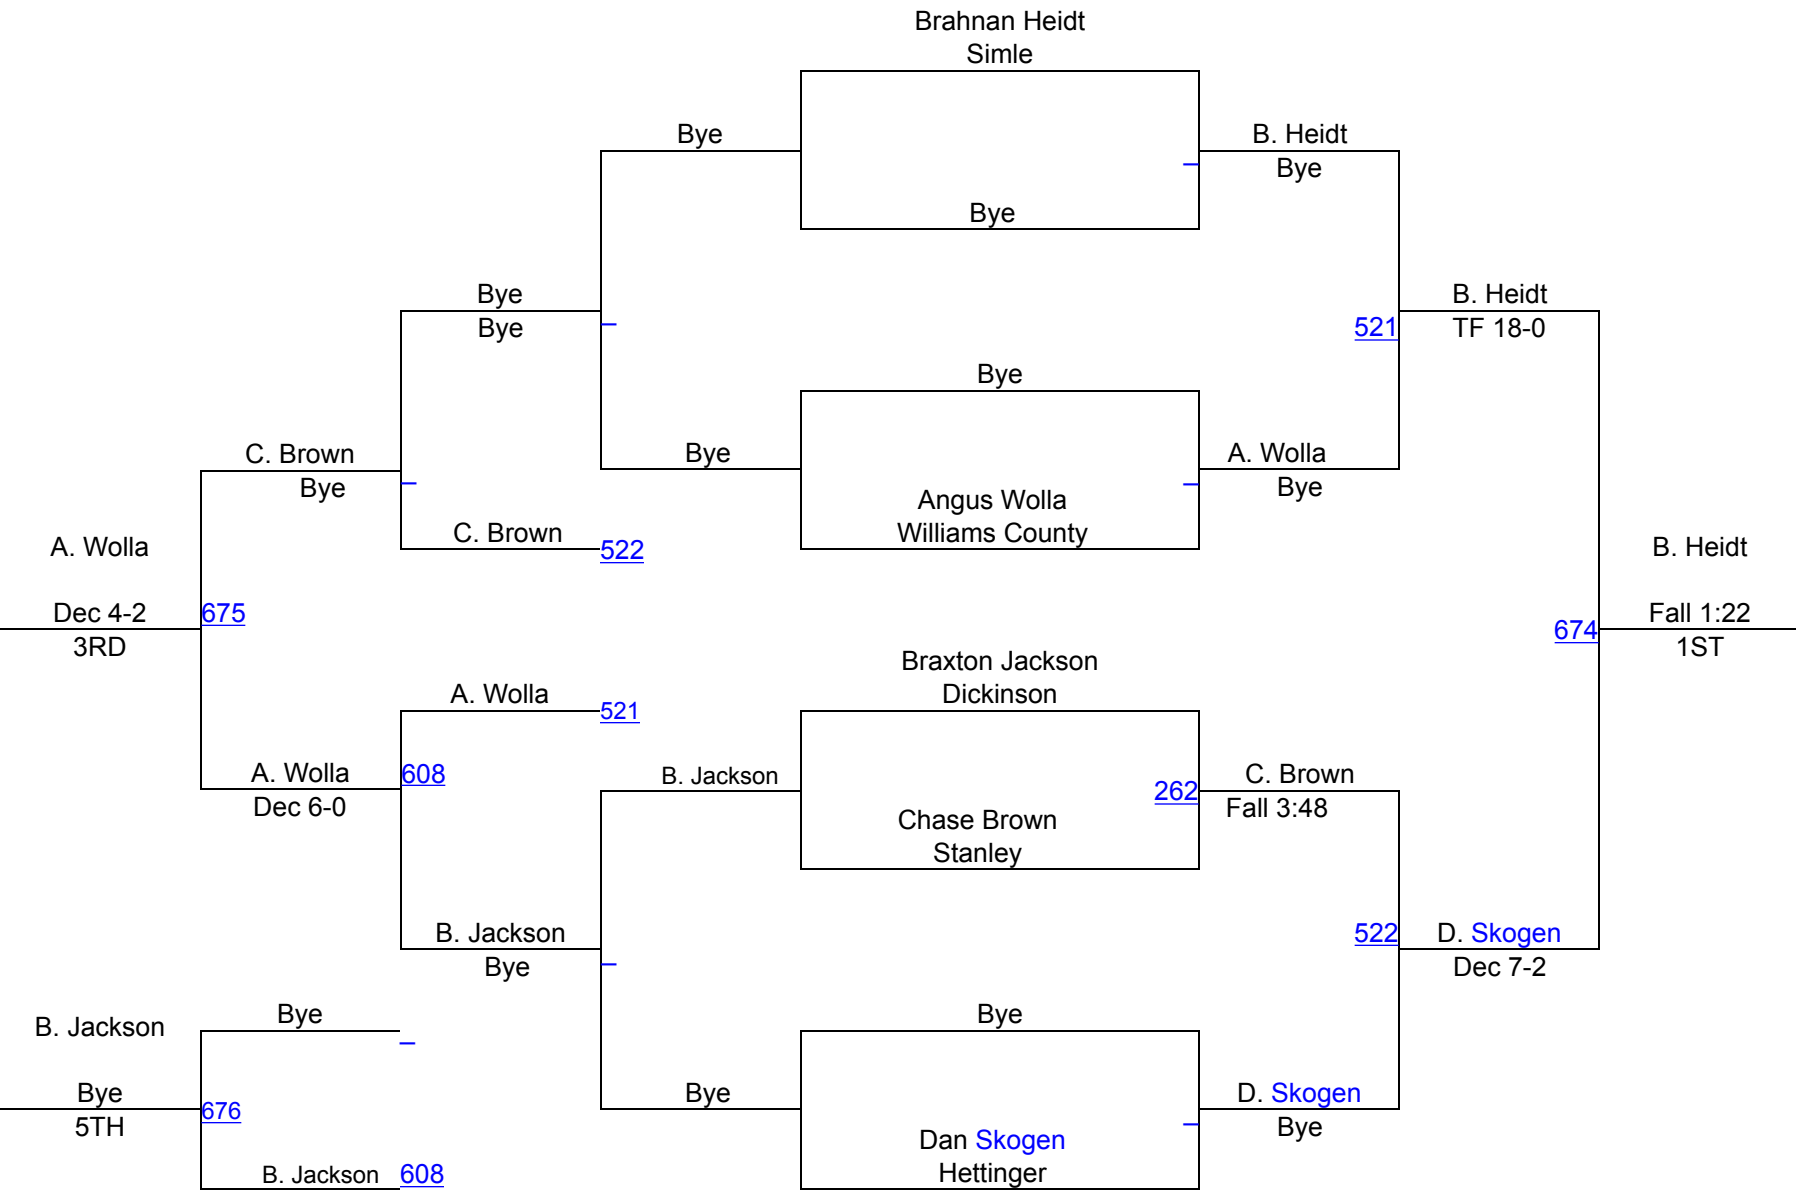 Brahnan Heidt
Simle
Bye
B. Heidt
Bye
Bye
Bye
Bye
B. Heidt
521
TF 18-0
Bye
C. Brown
Bye
Bye
A. Wolla
Bye
Angus Wolla
Williams County
C. Brown
522
A. Wolla
B. Heidt
Dec 4-2
675
Fall 1:22
3RD
674
1ST
Braxton Jackson
Dickinson
A. Wolla
521
A. Wolla
608
B. Jackson
262
C. Brown
Dec 6-0
Fall 3:48
Chase Brown
Stanley
B. Jackson
Bye
522
D. Skogen
Dec 7-2
B. Jackson
Bye
Bye
Bye
676
5TH
Bye
D. Skogen
Bye
Dan Skogen
Hettinger
B. Jackson 608